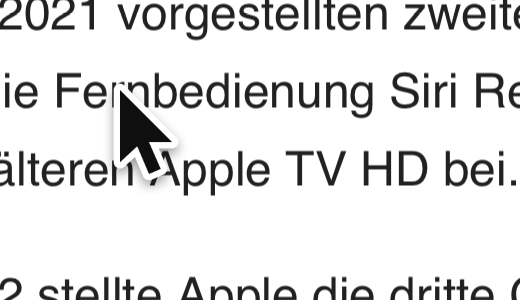 2021 vorgestellten zweite
ie Fernbedienung Siri Re
älteren Apple TV HD bei.
2 stellte Apple die dritte